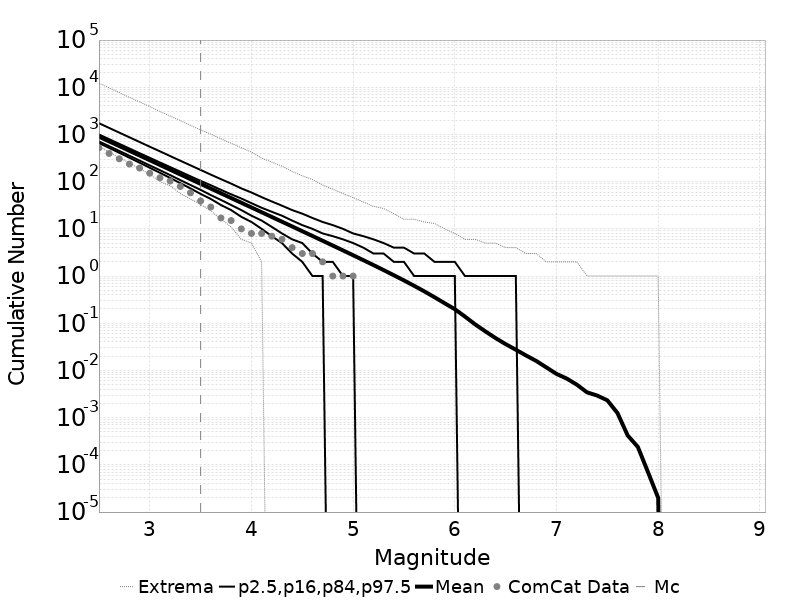 10^5
10^4
10^3
10^2
10^1
10^0
10^-1
10^-2
10^-3
10^-4
10^-5
Cumulative Number
3 4 5 6 7 8 9
Magnitude
Extrema p2.5,p16,p84,p97.5 Mean ComCat Data Mc